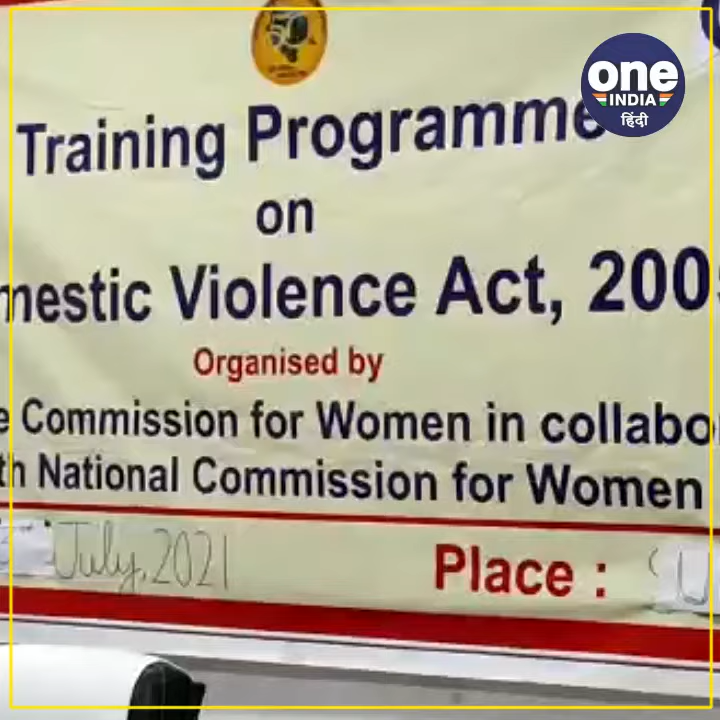 one
INDIA
हिंदी
Training Programme
on
mestic Violence Act, 200
Organised by
e Commission for Women in collabo
th National Commission for Women
July, 2021
Place :